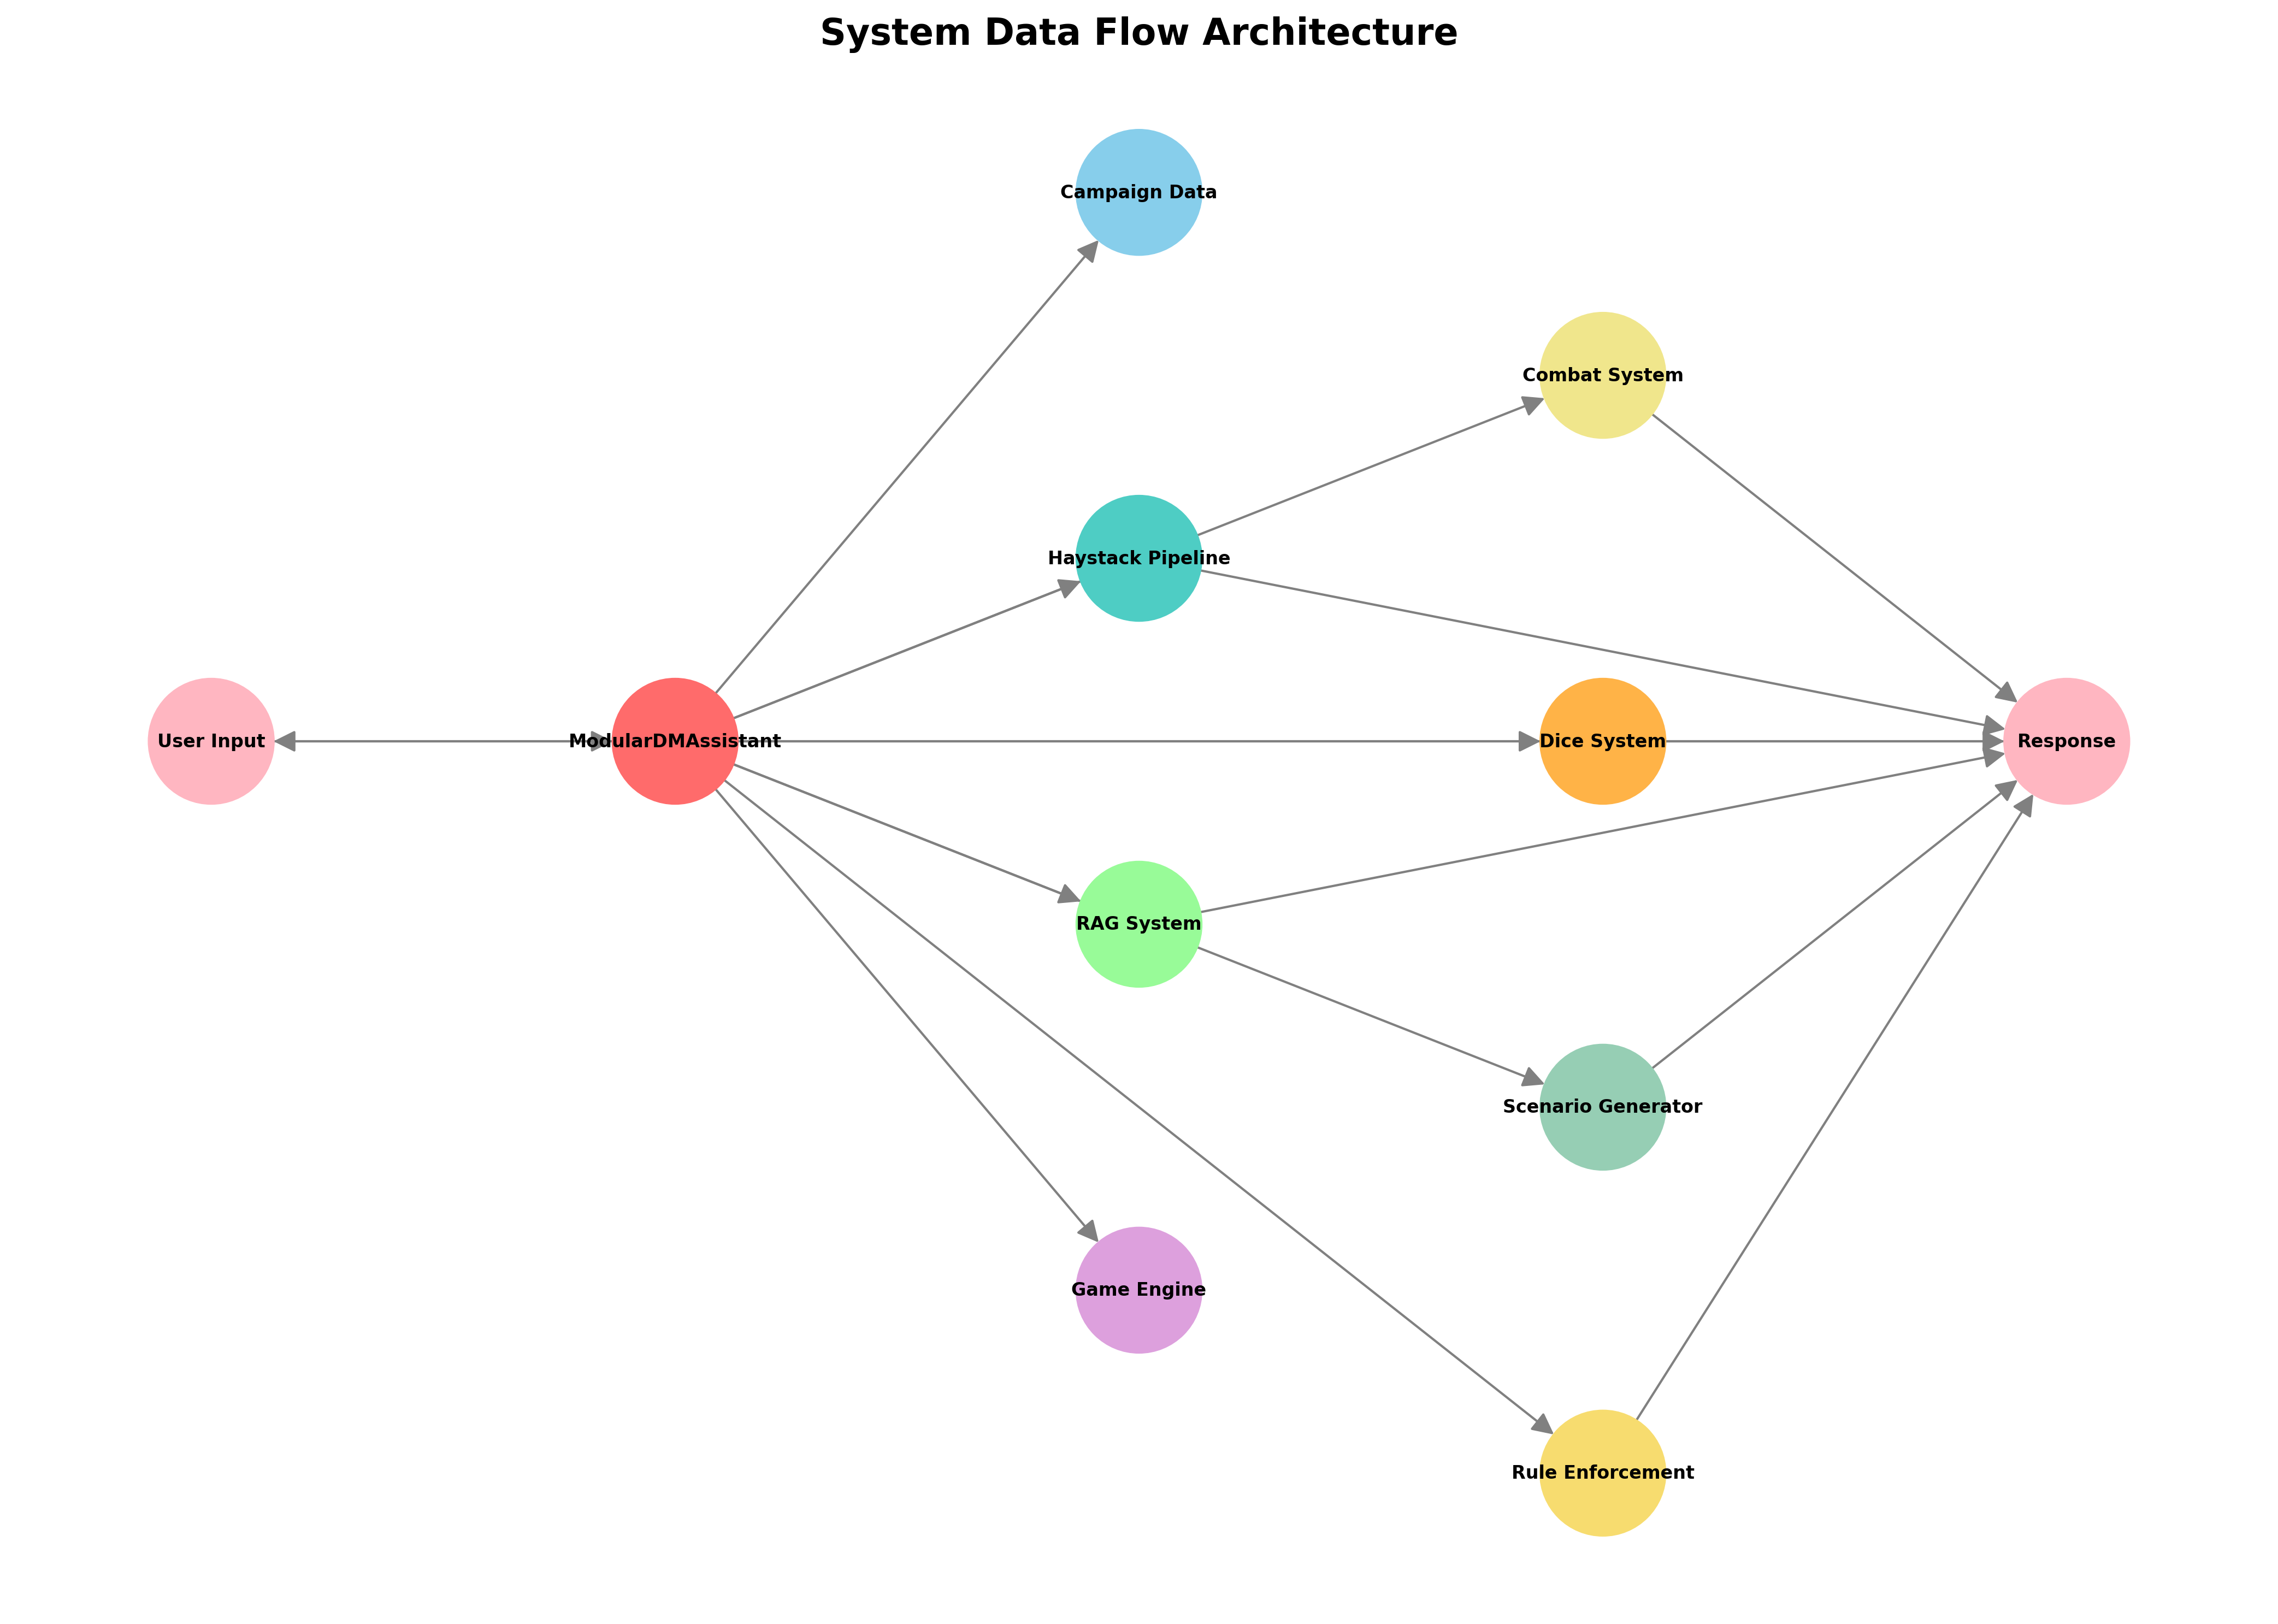 System Data Flow Architecture
Campaign Data
Combat System
Haystack Pipeline
User Input
ModularDMAssistant
Dice System
Response
RAG System
Scenario Generator
Game Engine
Rule Enforcement